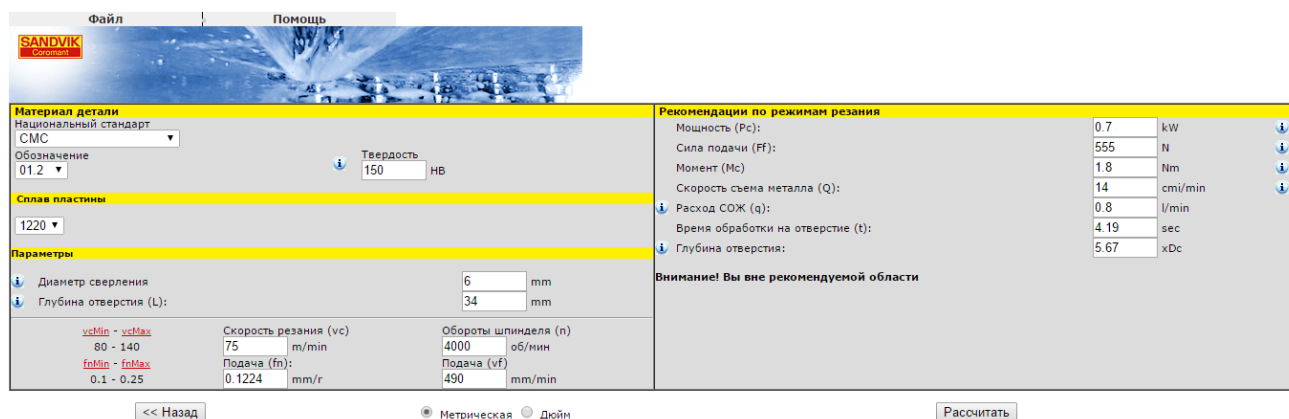 Файл Помощь
SANDVIK
Coromant
Материал детали
Национальный стандарт
CMC
Обозначение Твердость
01.2 150 HB
Сплав пластины
1220
Параметры
Диаметр сверления 6 mm
Глубина отверстия (L): 34 mm
vcMin - vcMax Скорость резания (vc) Обороты шпинделя (n)
80 - 140 75 m/min 4000 об/мин
fnMin - fnMax Подача (fn): Подача (vf)
0.1 - 0.25 0.1224 mm/r 490 mm/min
Рекомендации по режимам резания
Мощность (Pc): 0.7 kW
Сила подачи (Ff): 555 N
Момент (Mc) 1.8 Nm
Скорость съема металла (Q): 14 cmi/min
Расход СОЖ (q): 0.8 l/min
Время обработки на отверстие (t): 4.19 sec
Глубина отверстия: 5.67 xDc
Внимание! Вы вне рекомендуемой области
<< Назад Метрическая Дюйм Рассчитать